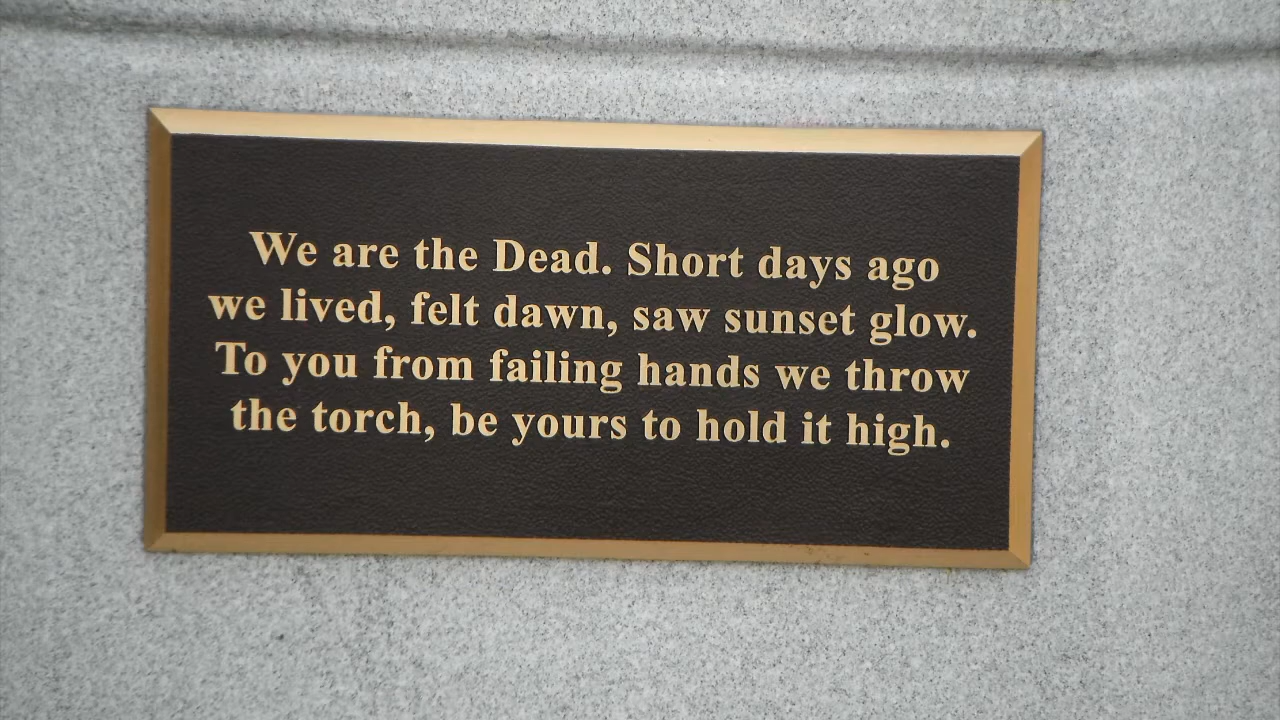 We are the Dead. Short days ago
we lived, felt dawn, saw sunset glow.
To you from failing hands we throw
the torch, be yours to hold it high.